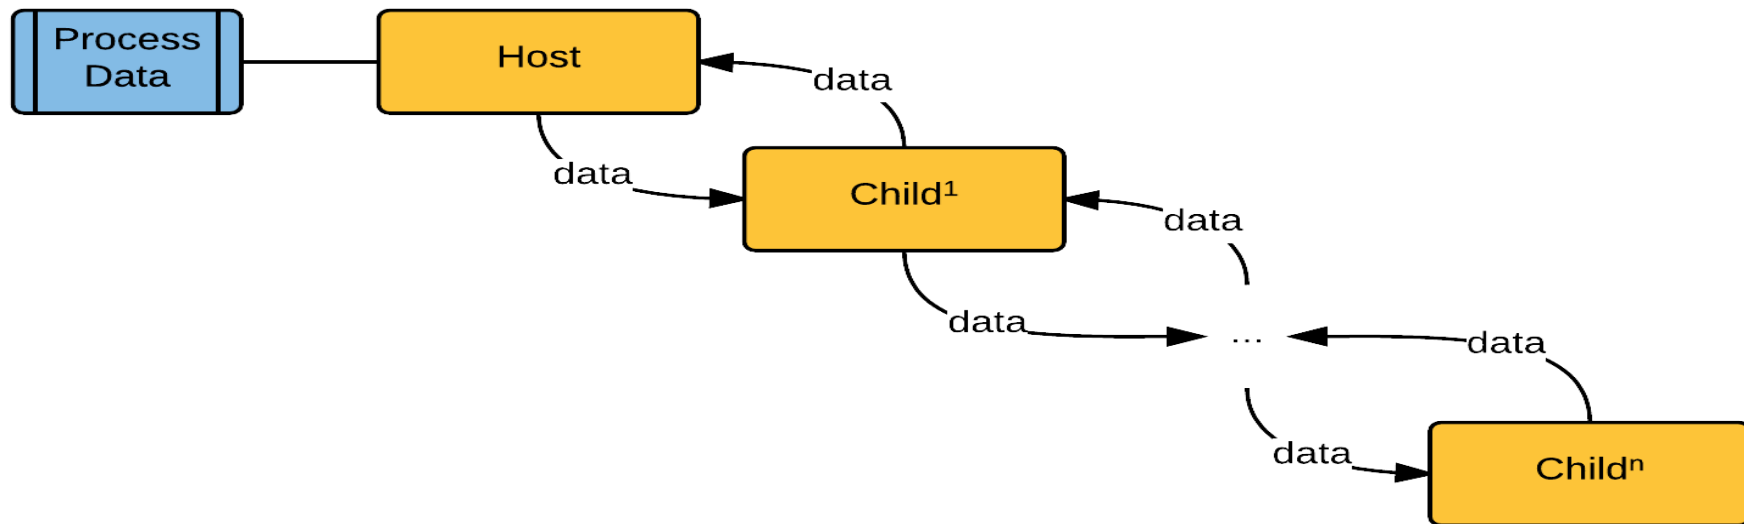 Process
Data
Host
data
data
Child¹
data
data
...
data
data
Childⁿ